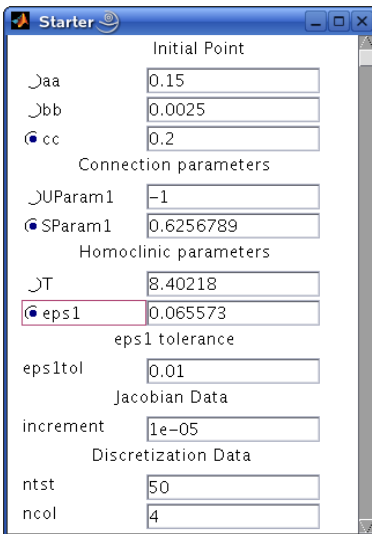 Starter
Initial Point
aa 0.15
bb 0.0025
cc 0.2
Connection parameters
UParam1 -1
SParam1 0.6256789
Homoclinic parameters
T 8.40218
eps1 0.065573
eps1 tolerance
eps1tol 0.01
Jacobian Data
increment 1e-05
Discretization Data
ntst 50
ncol 4